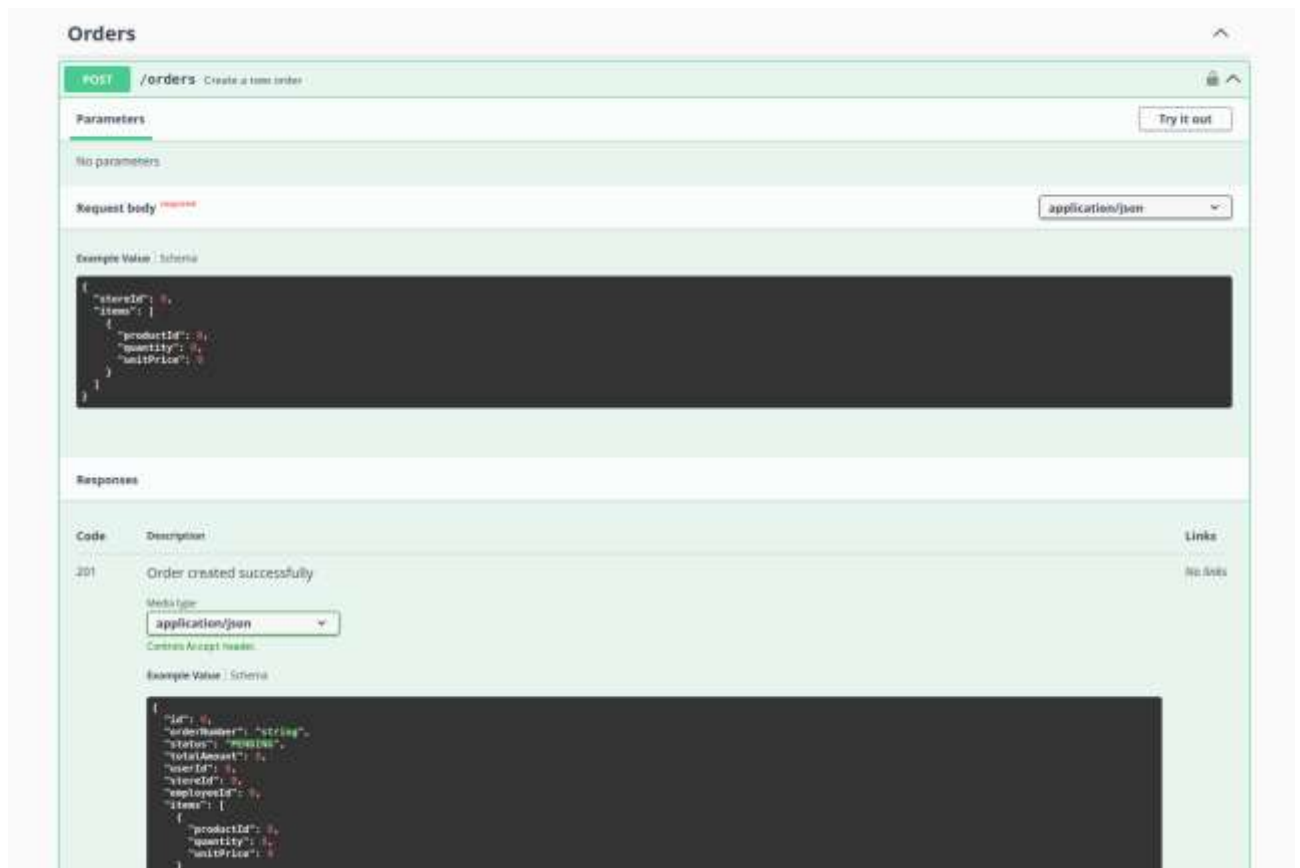 Orders
POST /orders Create a new order
Parameters
Try it out
No parameters
Request body required
application/json
Example Value | Schema
{
"storeId": 0,
"items": [
{
"productId": 0,
"quantity": 0,
"unitPrice": 0
}
]
}
Responses
Code Description Links
201 Order created successfully No links
Media type
application/json
Controls Accept header.
Example Value | Schema
{
"id": 0,
"orderNumber": "string",
"status": "PENDING",
"totalAmount": 0,
"userId": 0,
"storeId": 0,
"employeeId": 0,
"items": [
{
"productId": 0,
"quantity": 0,
"unitPrice": 0
}